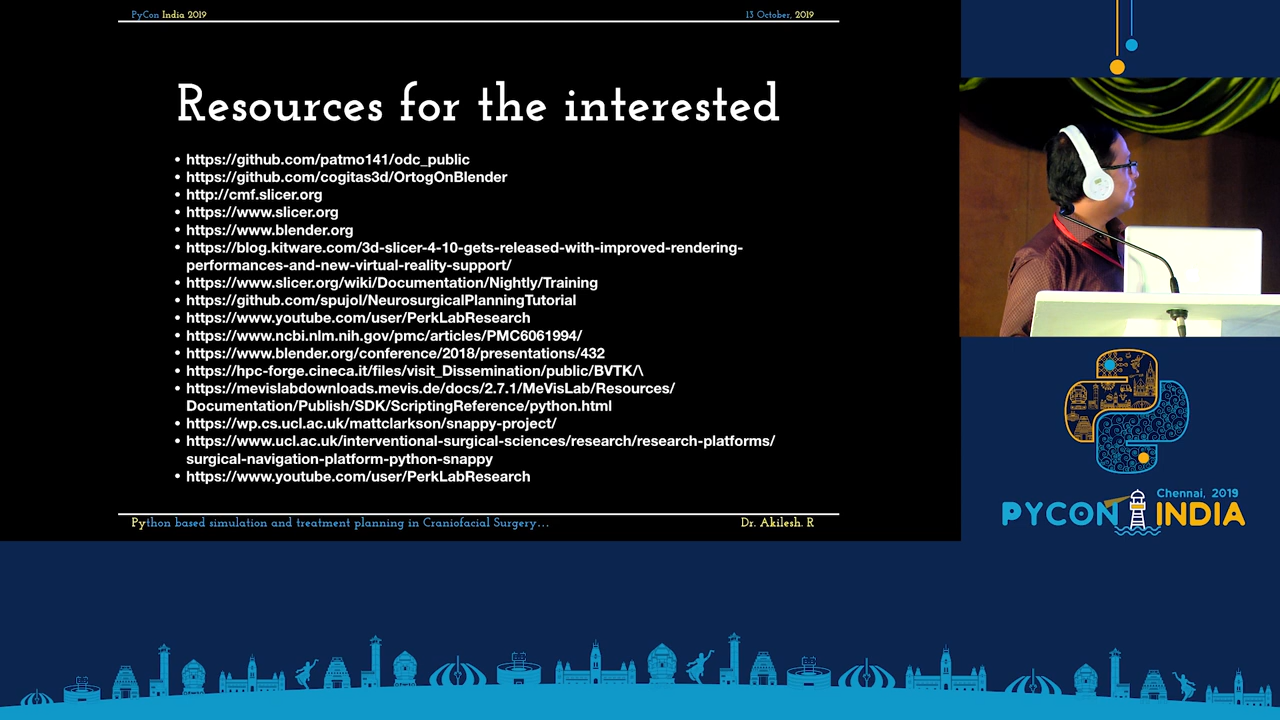 PyCon India 2019
13 October, 2019
Resources for the interested
• https://github.com/patmo141/odc_public
• https://github.com/cogitas3d/OrtogOnBlender
• http://cmf.slicer.org
• https://www.slicer.org
• https://www.blender.org
• https://blog.kitware.com/3d-slicer-4-10-gets-released-with-improved-rendering-
performances-and-new-virtual-reality-support/
• https://www.slicer.org/wiki/Documentation/Nightly/Training
• https://github.com/spujol/NeurosurgicalPlanningTutorial
• https://www.youtube.com/user/PerkLabResearch
• https://www.ncbi.nlm.nih.gov/pmc/articles/PMC6061994/
• https://www.blender.org/conference/2018/presentations/432
• https://hpc-forge.cineca.it/files/visit_Dissemination/public/BVTK/\
• https://mevislabdownloads.mevis.de/docs/2.7.1/MeVisLab/Resources/
Documentation/Publish/SDK/ScriptingReference/python.html
• https://wp.cs.ucl.ac.uk/mattclarkson/snappy-project/
• https://www.ucl.ac.uk/interventional-surgical-sciences/research/research-platforms/
surgical-navigation-platform-python-snappy
• https://www.youtube.com/user/PerkLabResearch
Python based simulation and treatment planning in Craniofacial Surgery...
Dr. Akilesh. R
Chennai, 2019
PYCON INDIA